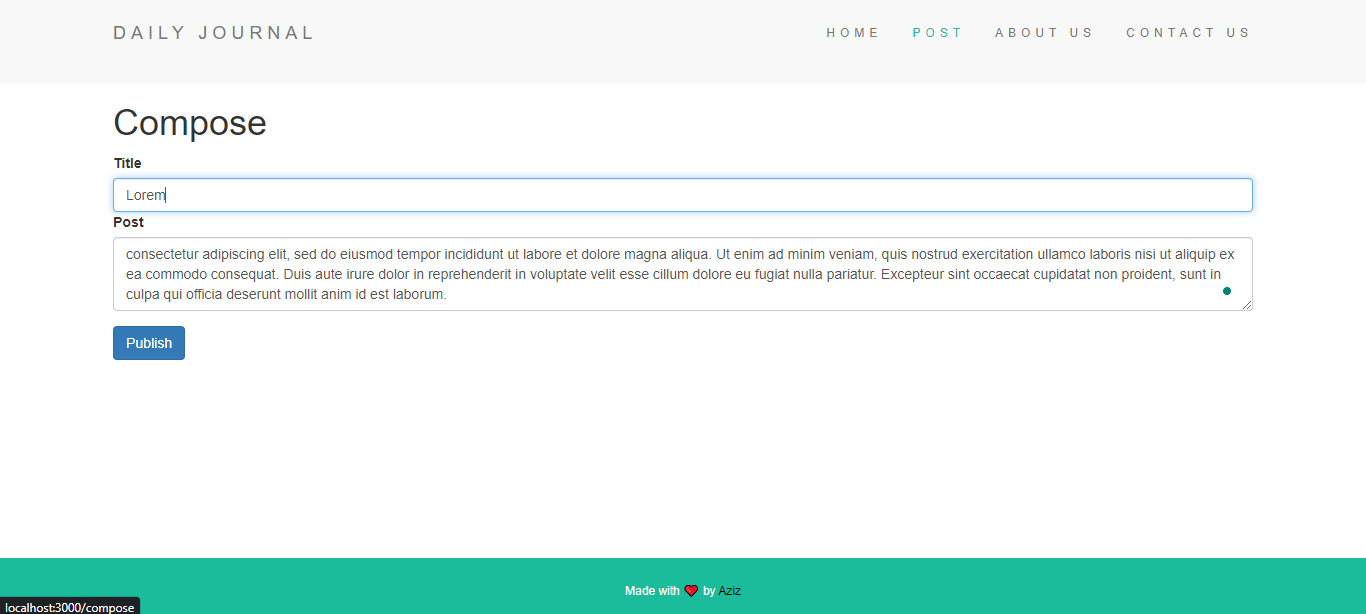 DAILY JOURNAL
HOME POST ABOUT US CONTACT US
Compose
Title
Lorem
Post
consectetur adipiscing elit, sed do eiusmod tempor incididunt ut labore et dolore magna aliqua. Ut enim ad minim veniam, quis nostrud exercitation ullamco laboris nisi ut aliquip ex
ea commodo consequat. Duis aute irure dolor in reprehenderit in voluptate velit esse cillum dolore eu fugiat nulla pariatur. Excepteur sint occaecat cupidatat non proident, sunt in
culpa qui officia deserunt mollit anim id est laborum.
Publish
Made with ❤ by Aziz
localhost:3000/compose